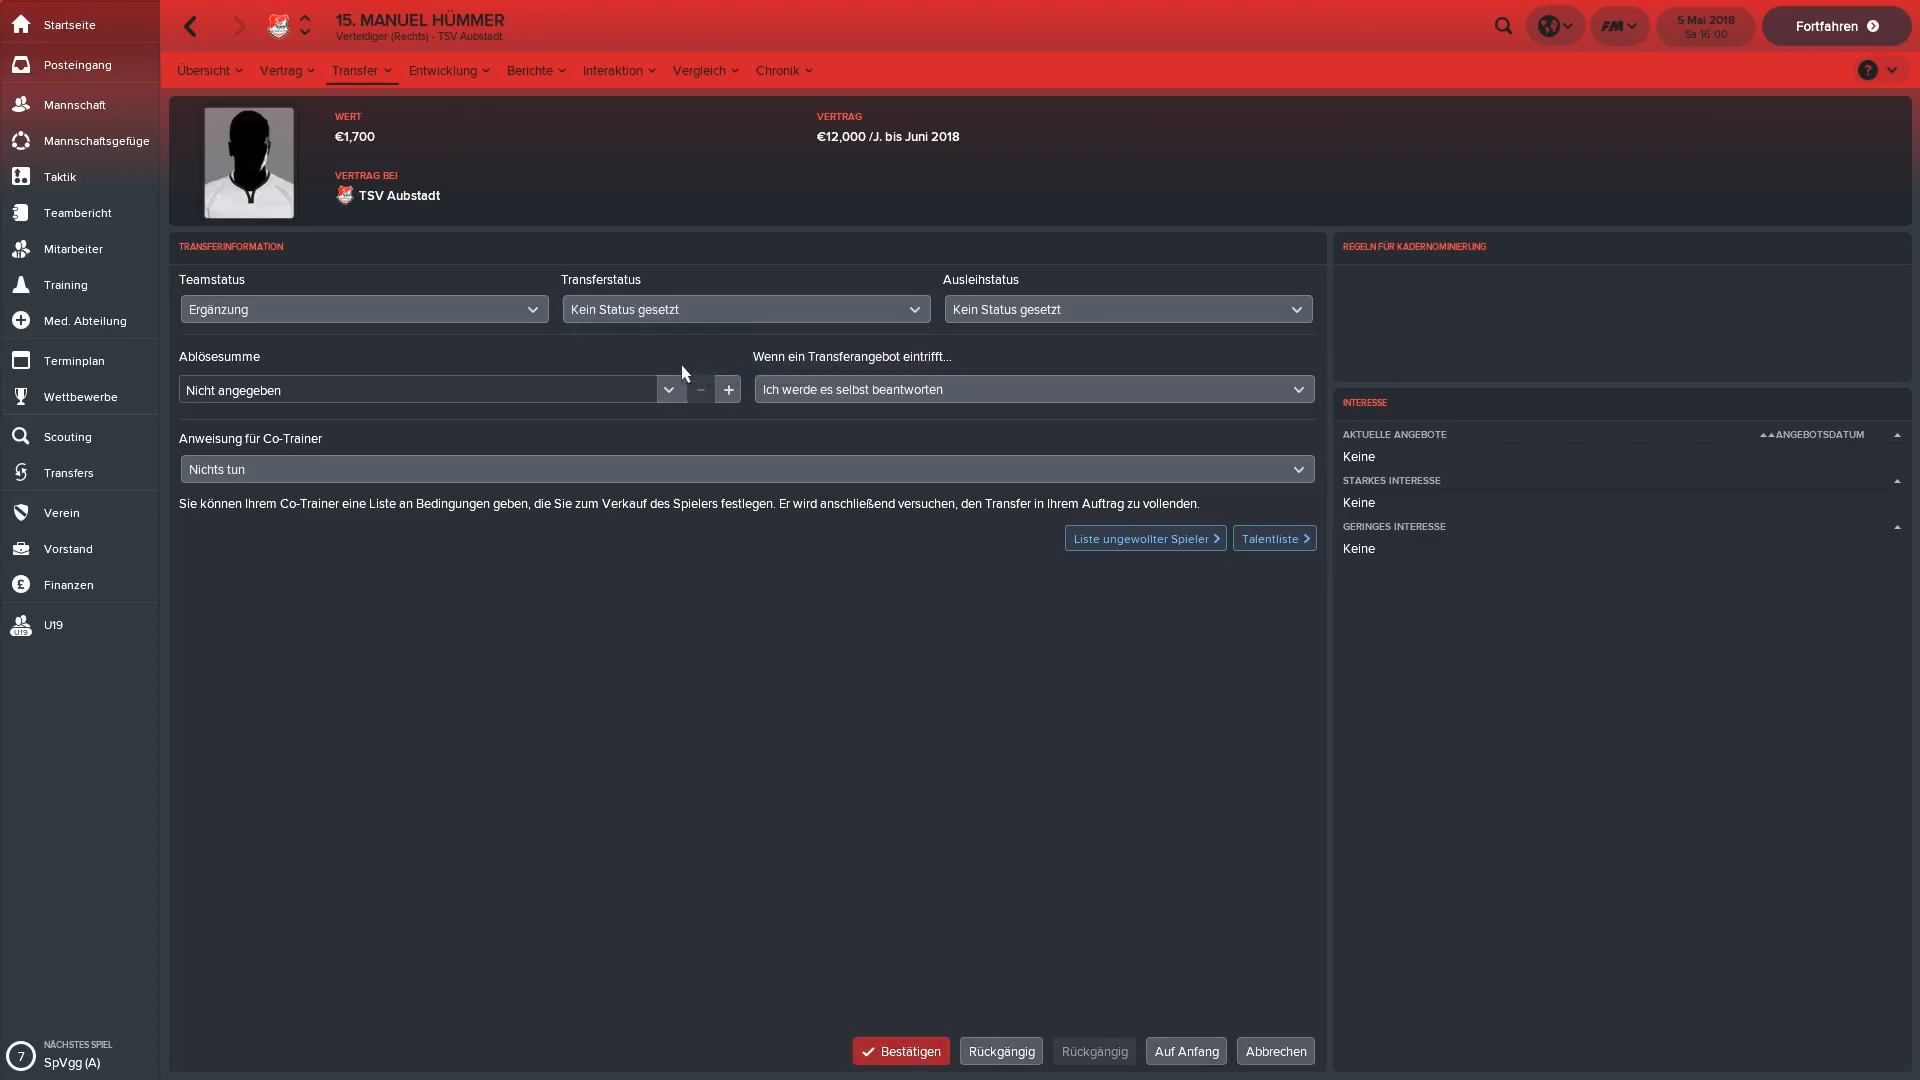 Startseite
Posteingang
Mannschaft
Mannschaftsgefüge
Taktik
Teambericht
Mitarbeiter
Training
Med. Abteilung
Terminplan
Wettbewerbe
Scouting
Transfers
Verein
Vorstand
Finanzen
U19
U19
7
NÄCHSTES SPIEL
SpVgg (A)
15. MANUEL HÜMMER
Verteidiger (Rechts) - TSV Aubstadt
FM
5 Mai 2018
Sa 16:00
Fortfahren
Übersicht
Vertrag
Transfer
Entwicklung
Berichte
Interaktion
Vergleich
Chronik
?
WERT
€1,700
VERTRAG
€12,000 /J. bis Juni 2018
VERTRAG BEI
TSV Aubstadt
TRANSFERINFORMATION
Teamstatus
Transferstatus
Ausleihstatus
Ergänzung
Kein Status gesetzt
Kein Status gesetzt
Ablösesumme
Wenn ein Transferangebot eintrifft...
Nicht angegeben
Ich werde es selbst beantworten
Anweisung für Co-Trainer
Nichts tun
Sie können Ihrem Co-Trainer eine Liste an Bedingungen geben, die Sie zum Verkauf des Spielers festlegen. Er wird anschließend versuchen, den Transfer in Ihrem Auftrag zu vollenden.
Liste ungewollter Spieler
Talentliste
Bestätigen
Rückgängig
Rückgängig
Auf Anfang
Abbrechen
REGELN FÜR KADERNOMINIERUNG
INTERESSE
AKTUELLE ANGEBOTE
ANGEBOTSDATUM
Keine
STARKES INTERESSE
Keine
GERINGES INTERESSE
Keine